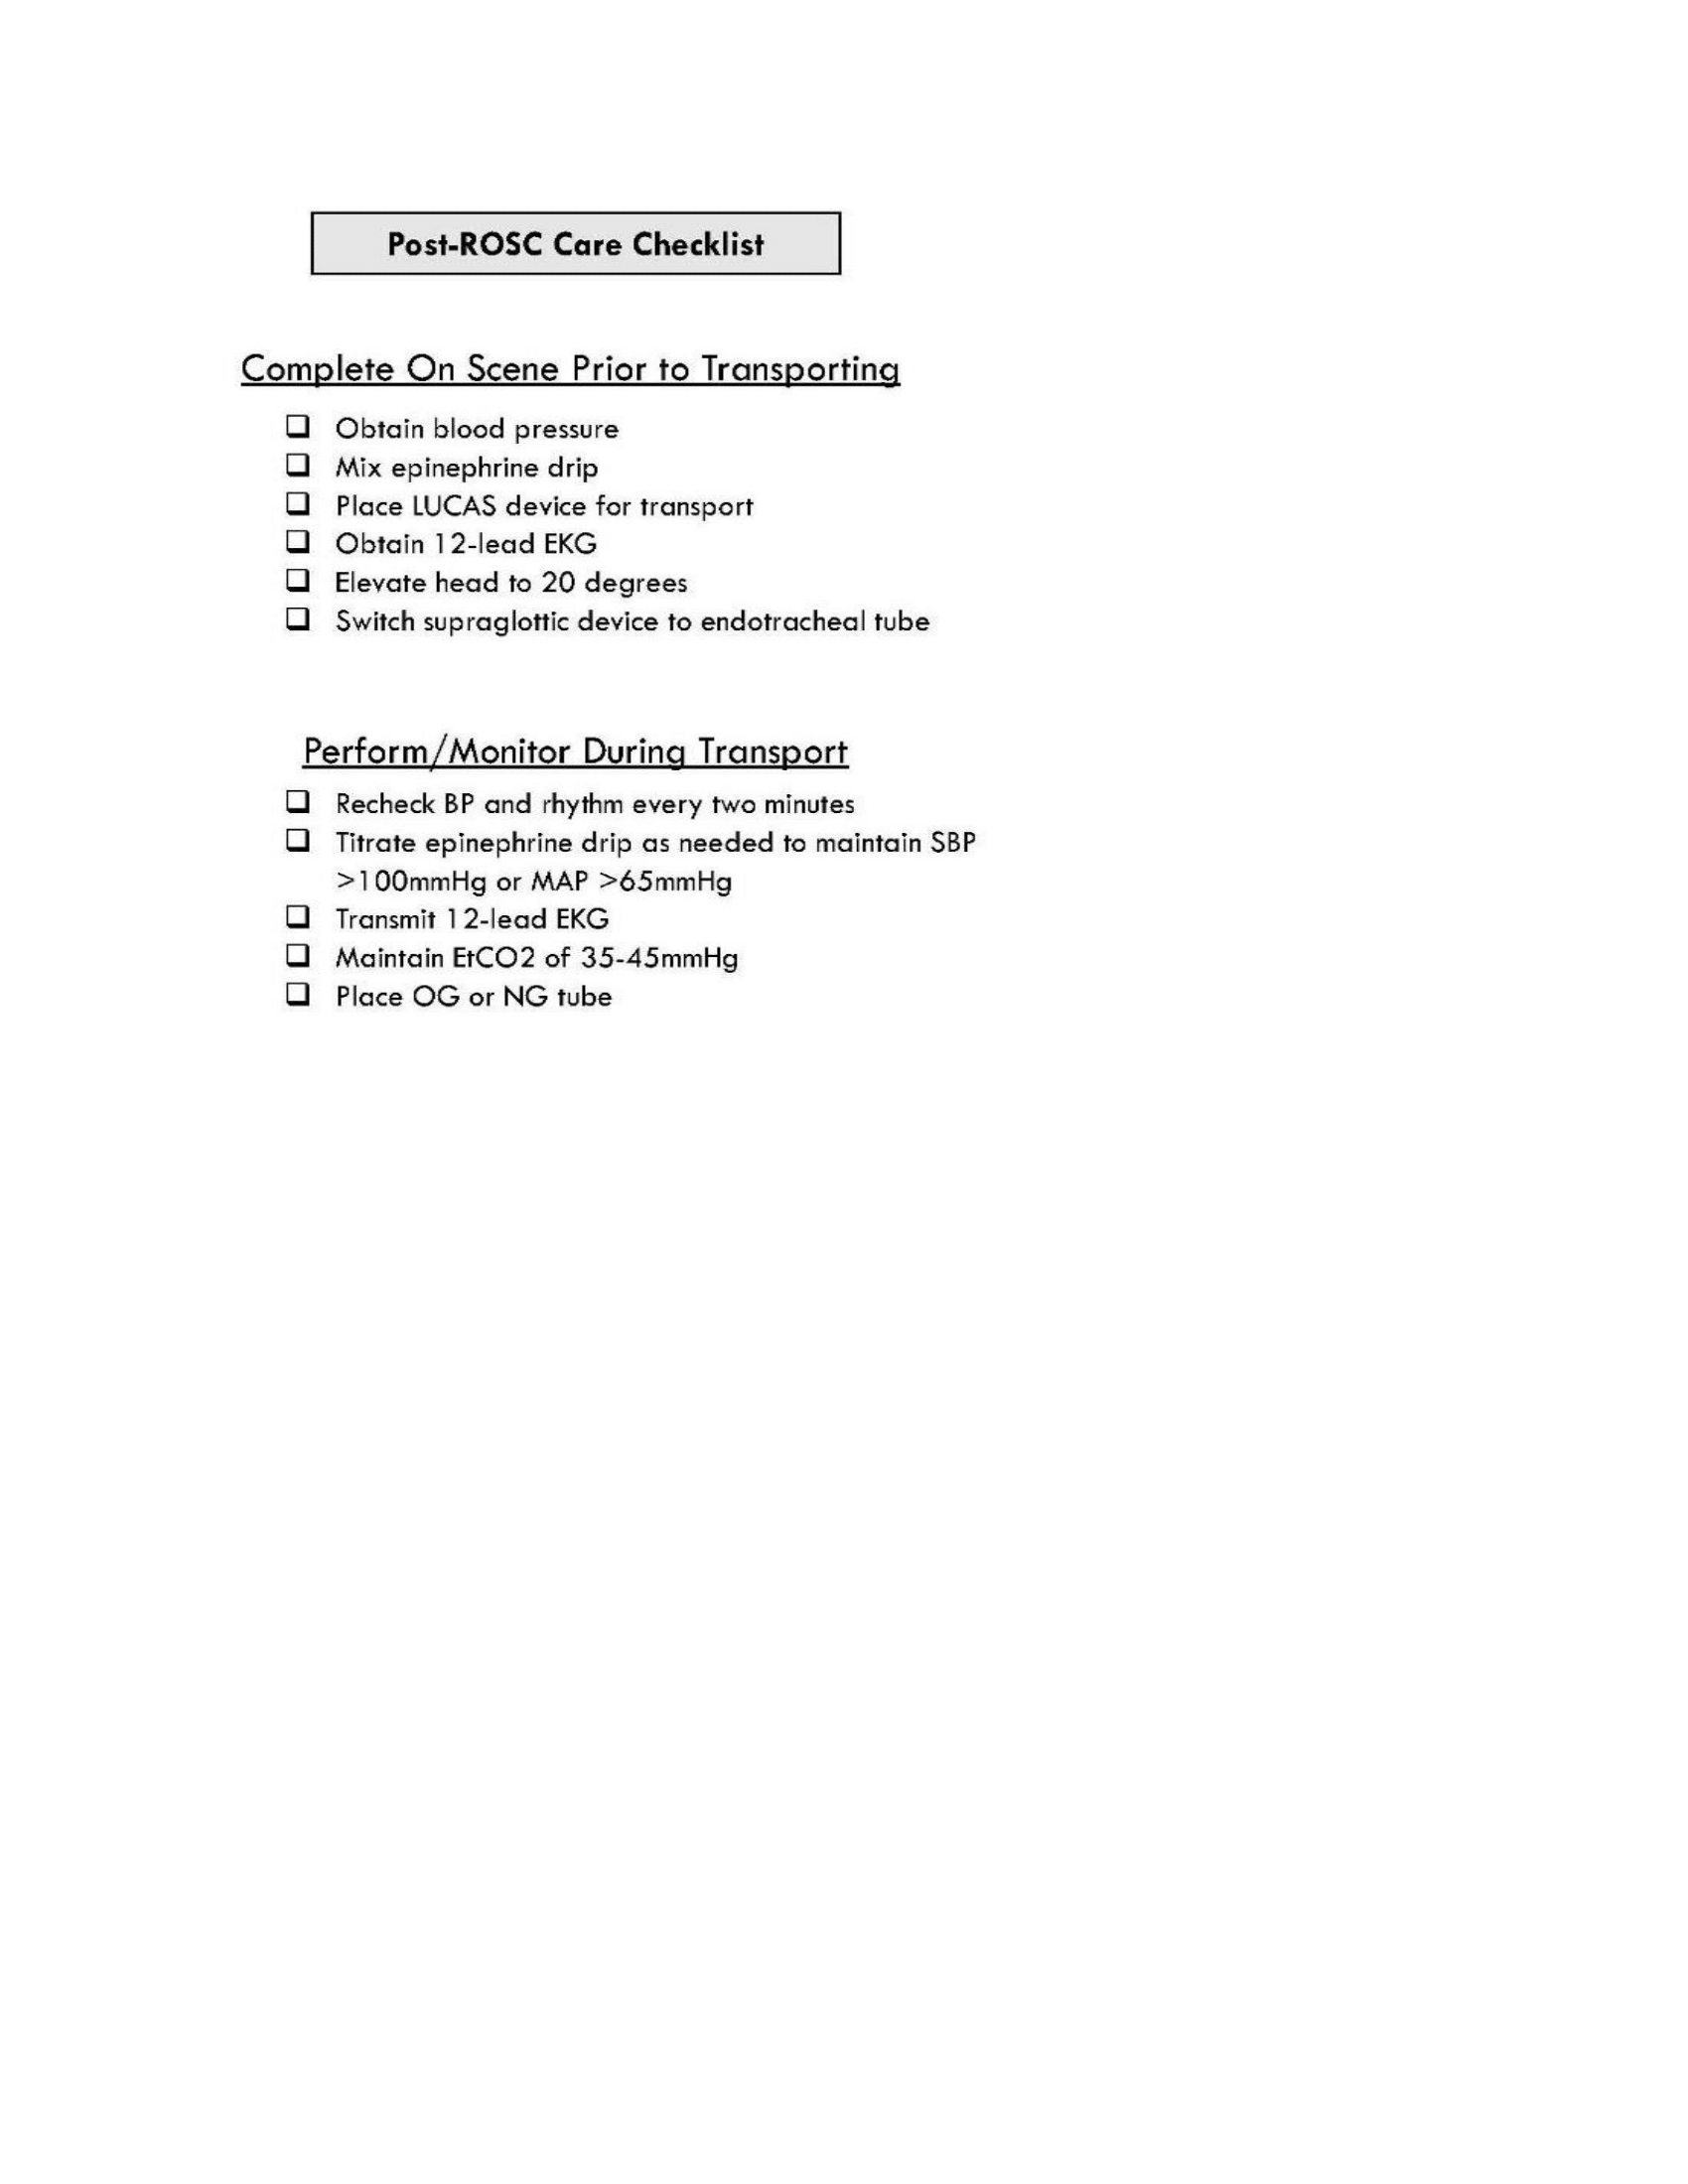 Post-ROSC Care Checklist
Complete On Scene Prior to Transporting
❑ Obtain blood pressure
❑ Mix epinephrine drip
❑ Place LUCAS device for transport
❑ Obtain 12-lead EKG
❑ Elevate head to 20 degrees
❑ Switch supraglottic device to endotracheal tube
Perform/Monitor During Transport
❑ Recheck BP and rhythm every two minutes
❑ Titrate epinephrine drip as needed to maintain SBP
>100mmHg or MAP >65mmHg
❑ Transmit 12-lead EKG
❑ Maintain EtCO2 of 35-45mmHg
❑ Place OG or NG tube